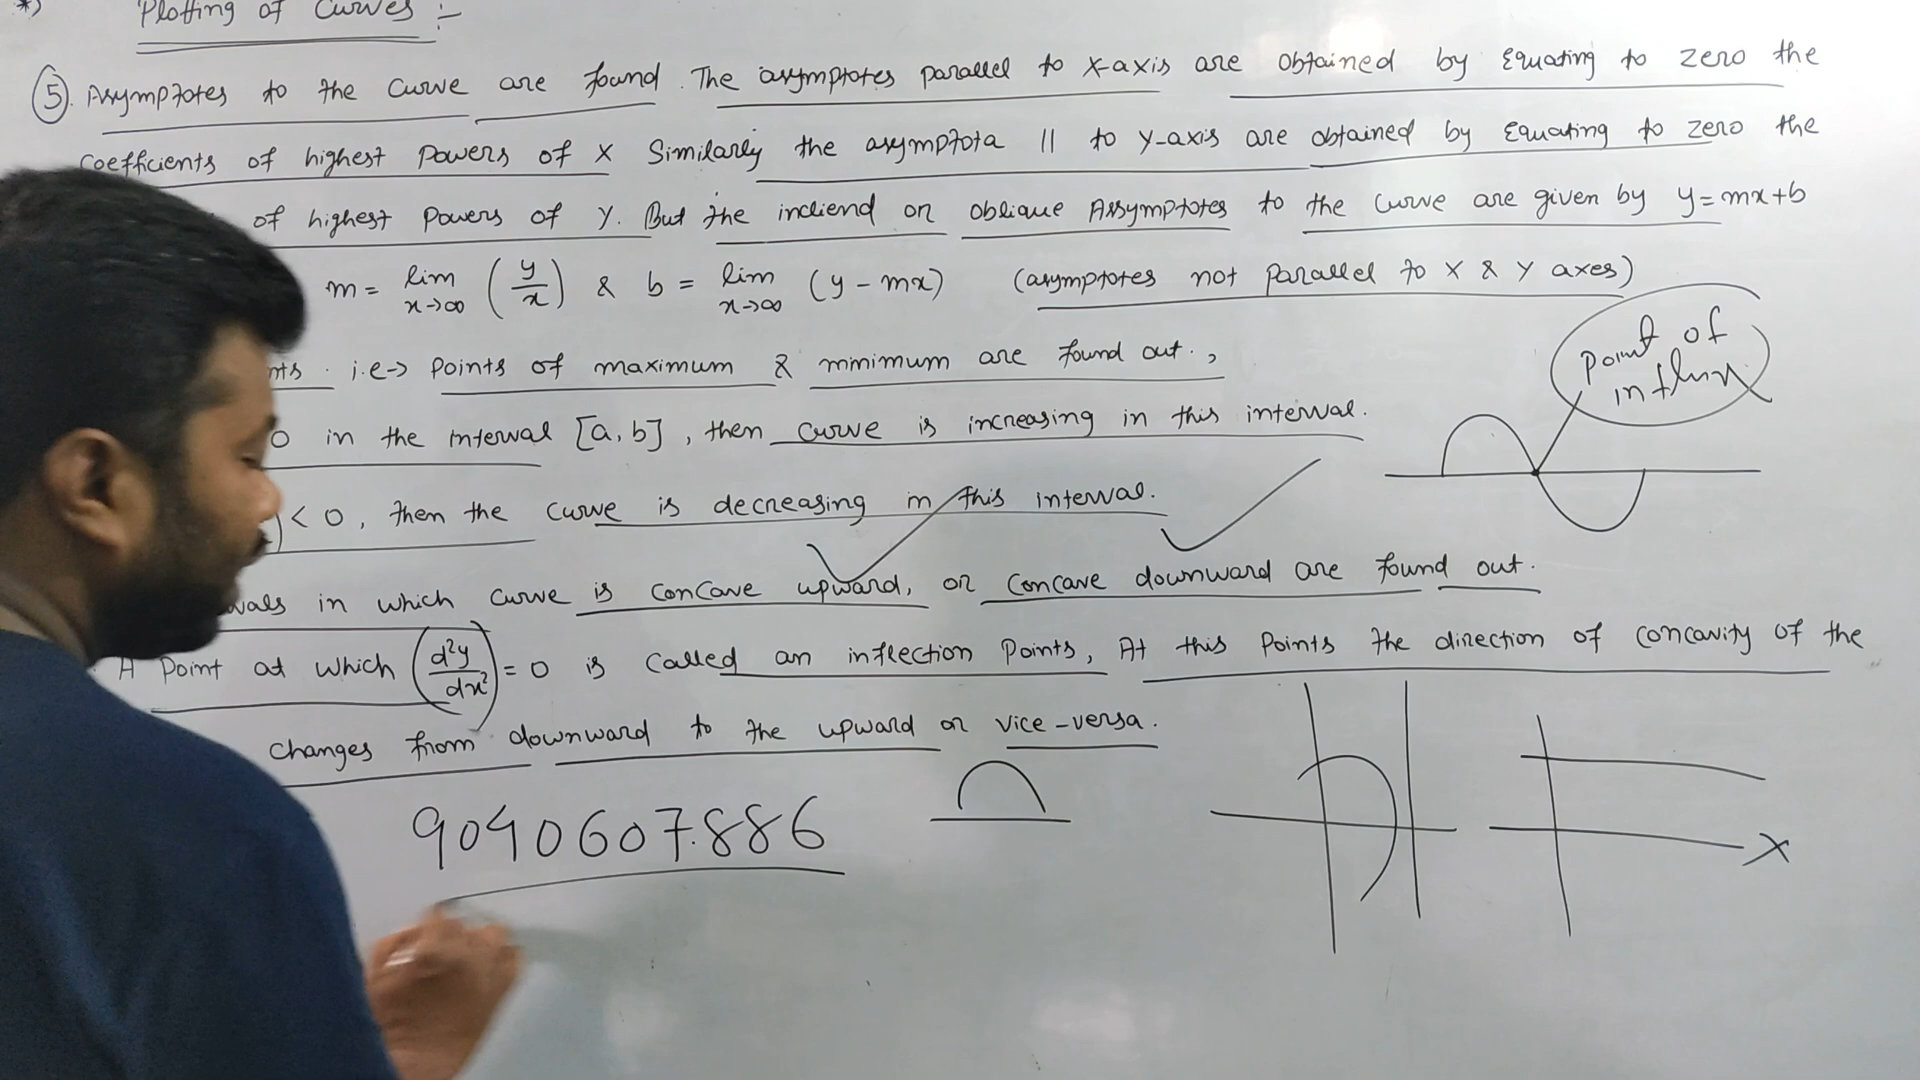 *) Plotting of Curves :-
(5). Asymptotes to the Curve are found. The asymptotes parallel to X-axis are obtained by Equating to zero the
coefficients of highest Powers of X Similarly the asymptota || to Y-axis are obtained by Equating to zero the
of highest Powers of Y. But the incliend or oblique Assymptotes to the Curve are given by y=mx+b
m = lim x→∞ (y/x) & b = lim x→∞ (y - mx) (asymptotes not Parallel to X & Y axes)
nts. i.e→ Points of maximum & minimum are found out.,
0 in the interval [a, b], then curve is increasing in this interval.
) < 0, then the curve is decreasing in this interval.
vals in which curve is concave upward, or concave downward are found out.
A Point at which (d²y/dx²) = 0 is Called an inflection Points, At this Points the direction of concavity of the
changes from downward to the upward or vice-versa.
9040607886
point of
X